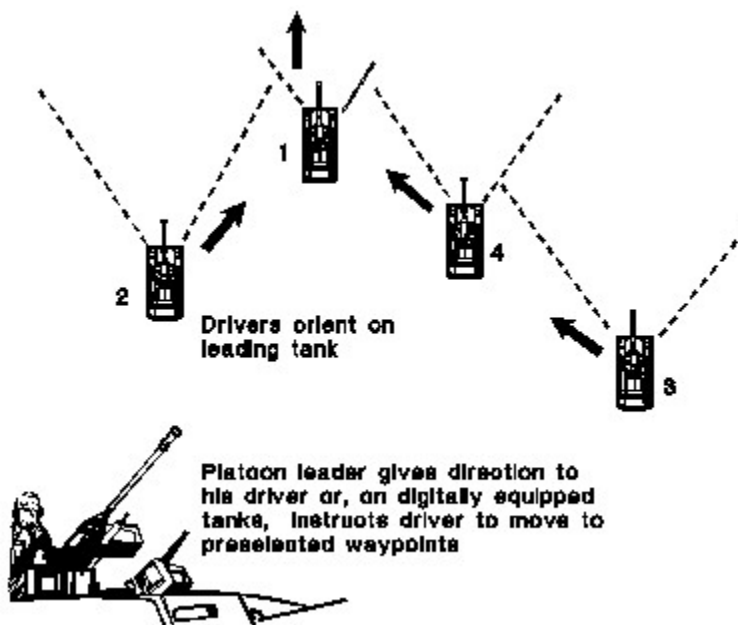 1
4
2
Drivers orient on
leading tank
3
Platoon leader gives direction to
his driver or, on digitally equipped
tanks, instructs driver to move to
preselected waypoints